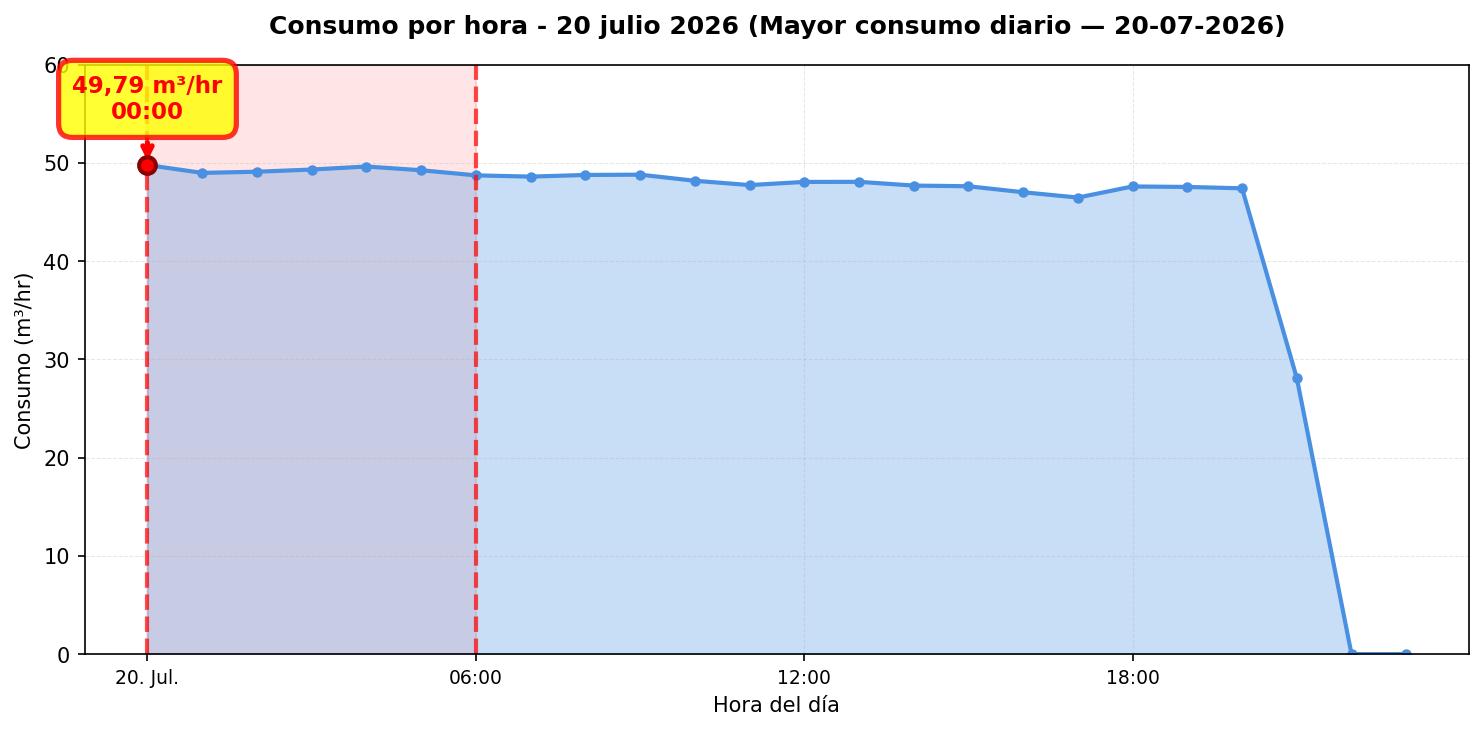 Consumo por hora - 20 julio 2026 (Mayor consumo diario — 20-07-2026)
49,79 m³/hr
00:00
60
50
40
30
20
10
0
Consumo (m³/hr)
20. Jul.
06:00
12:00
18:00
Hora del día